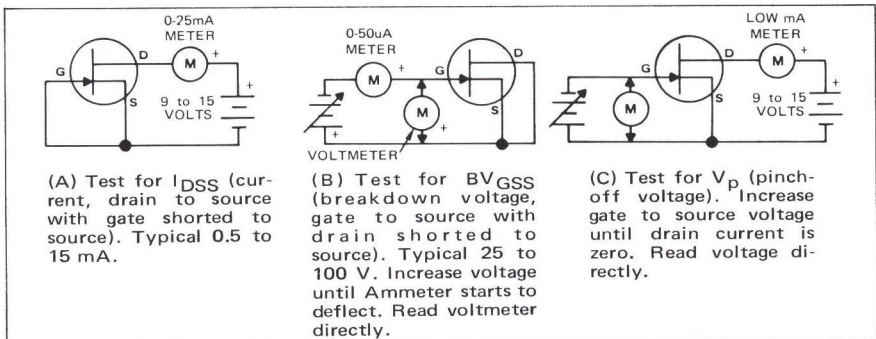 0-25mA
METER
D
M
+
G
S
+
9 to 15
VOLTS
(A) Test for IDSS (cur-
rent, drain to source
with gate shorted to
source). Typical 0.5 to
15 mA.
0-50uA
METER
M
+
G
D
S
M
+
+
VOLTMETER
(B) Test for BVGSS
(breakdown voltage,
gate to source with
drain shorted to
source). Typical 25 to
100 V. Increase voltage
until Ammeter starts to
deflect. Read voltmeter
directly.
LOW mA
METER
D
M
+
G
S
M
+
+
9 to 15
VOLTS
(C) Test for Vp (pinch-
off voltage). Increase
gate to source voltage
until drain current is
zero. Read voltage di-
rectly.